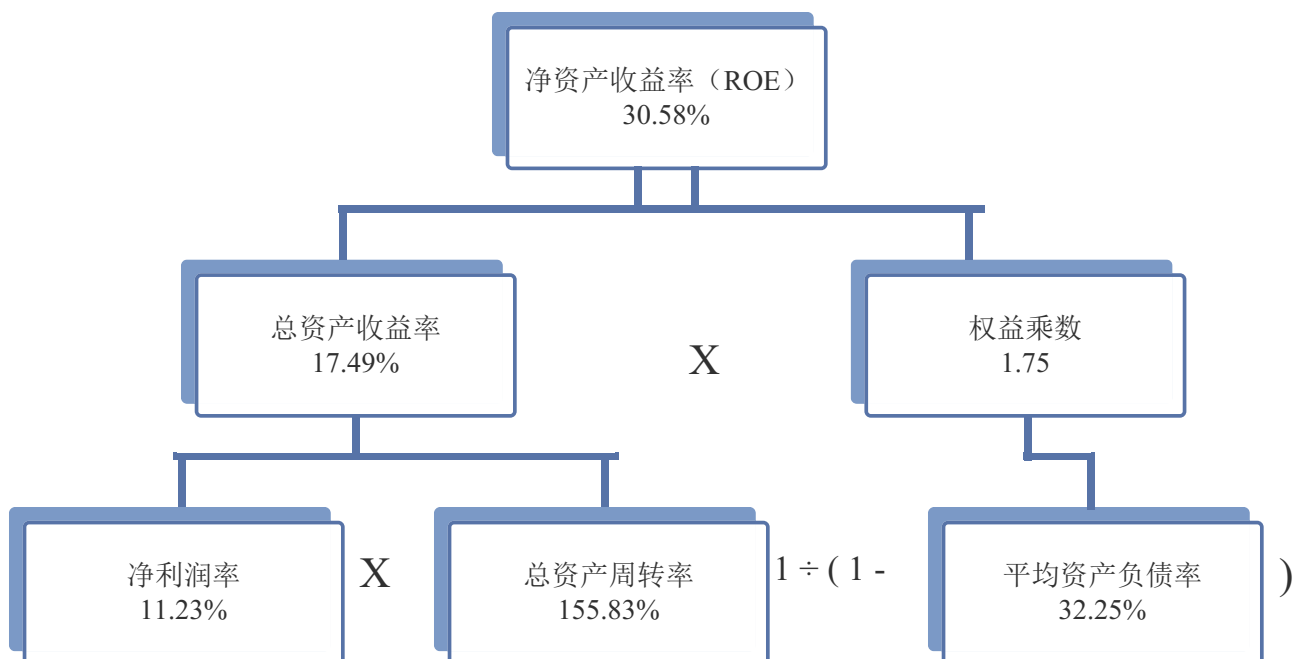 净资产收益率（ROE）
30.58%
总资产收益率
17.49%
X
权益乘数
1.75
净利润率
11.23%
X
总资产周转率
155.83%
1 ÷ ( 1 -
平均资产负债率
32.25%
)